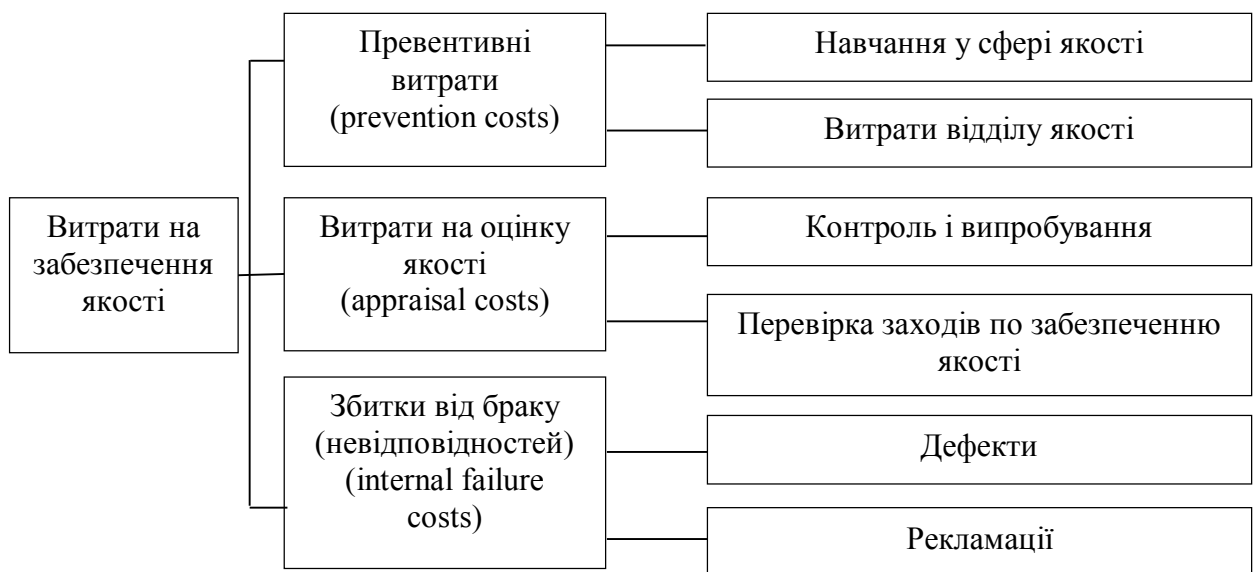 Витрати на
забезпечення
якості
Превентивні
витрати
(prevention costs)
Навчання у сфері якості
Витрати відділу якості
Витрати на оцінку
якості
(appraisal costs)
Контроль і випробування
Перевірка заходів по забезпеченню
якості
Збитки від браку
(невідповідностей)
(internal failure
costs)
Дефекти
Рекламації